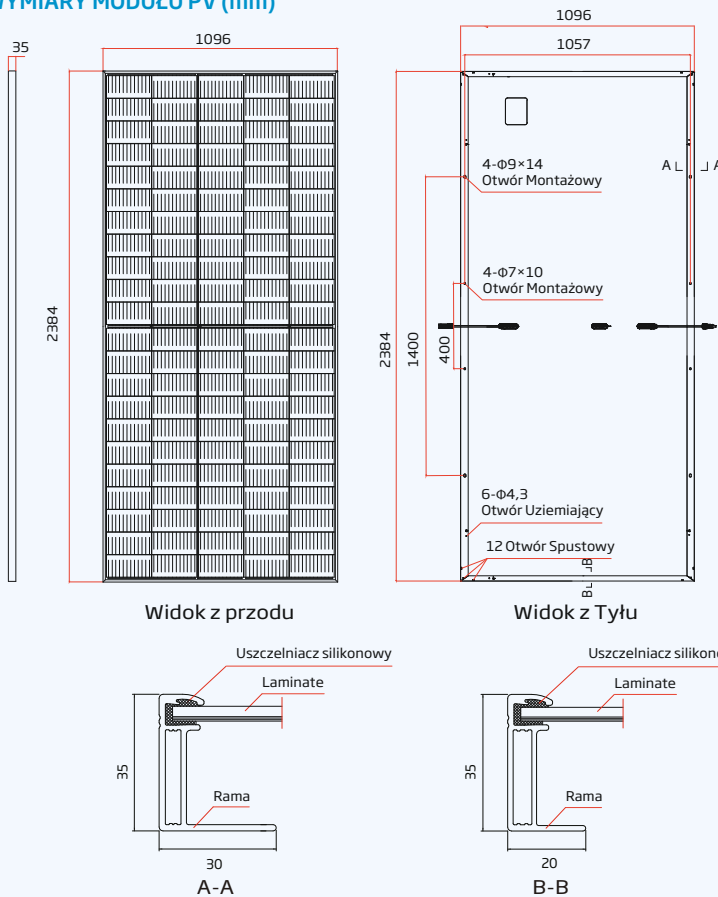 WYMIARY MODUŁU PV (mm)
35
1096
2384
Widok z przodu
1096
1057
4-Φ9×14
Otwór Montażowy
A
A
4-Φ7×10
Otwór Montażowy
2384
1400
400
6-Φ4,3
Otwór Uziemiający
12 Otwór Spustowy
B
B
Widok z Tyłu
Uszczelniacz silikonowy
Laminate
35
Rama
30
A-A
Uszczelniacz silikono
Laminate
35
Rama
20
B-B